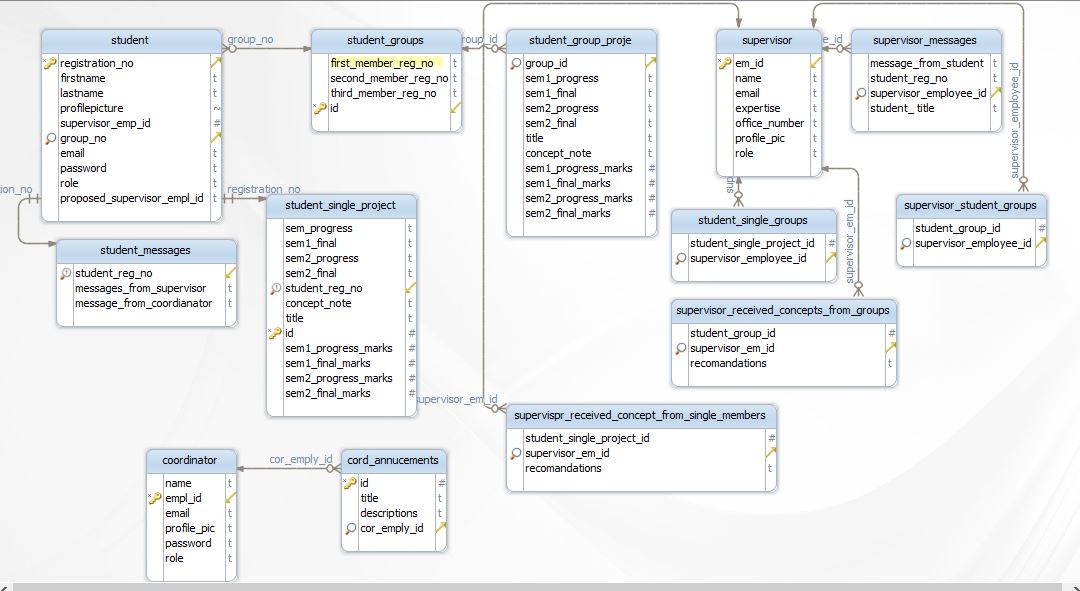 student
registration_no
firstname
lastname
profilepicture
supervisor_emp_id
group_no
email
password
role
proposed_supervisor_empl_id
group_no
student_groups
first_member_reg_no
second_member_reg_no
third_member_reg_no
id
roup_id
student_group_proje
group_id
sem1_progress
sem1_final
sem2_progress
sem2_final
title
concept_note
sem1_progress_marks
sem1_final_marks
sem2_progress_marks
sem2_final_marks
supervisor
em_id
name
email
expertise
office_number
profile_pic
role
e_id
supervisor_messages
message_from_student
student_reg_no
supervisor_employee_id
student_ title
supervisor_employee_id
ion_no
registration_no
student_messages
student_reg_no
messages_from_supervisor
message_from_coordianator
student_single_project
sem_progress
sem1_final
sem2_progress
sem2_final
student_reg_no
concept_note
title
id
sem1_progress_marks
sem1_final_marks
sem2_progress_marks
sem2_final_marks
sup
student_single_groups
student_single_project_id
supervisor_employee_id
supervisor_em_id
supervisor_student_groups
student_group_id
supervisor_employee_id
supervisor_received_concepts_from_groups
student_group_id
supervisor_em_id
recomandations
supervisor_em_id
supervispr_received_concept_from_single_members
student_single_project_id
supervisor_em_id
recomandations
coordinator
name
empl_id
email
profile_pic
password
role
cor_emply_id
cord_annucements
id
title
descriptions
cor_emply_id